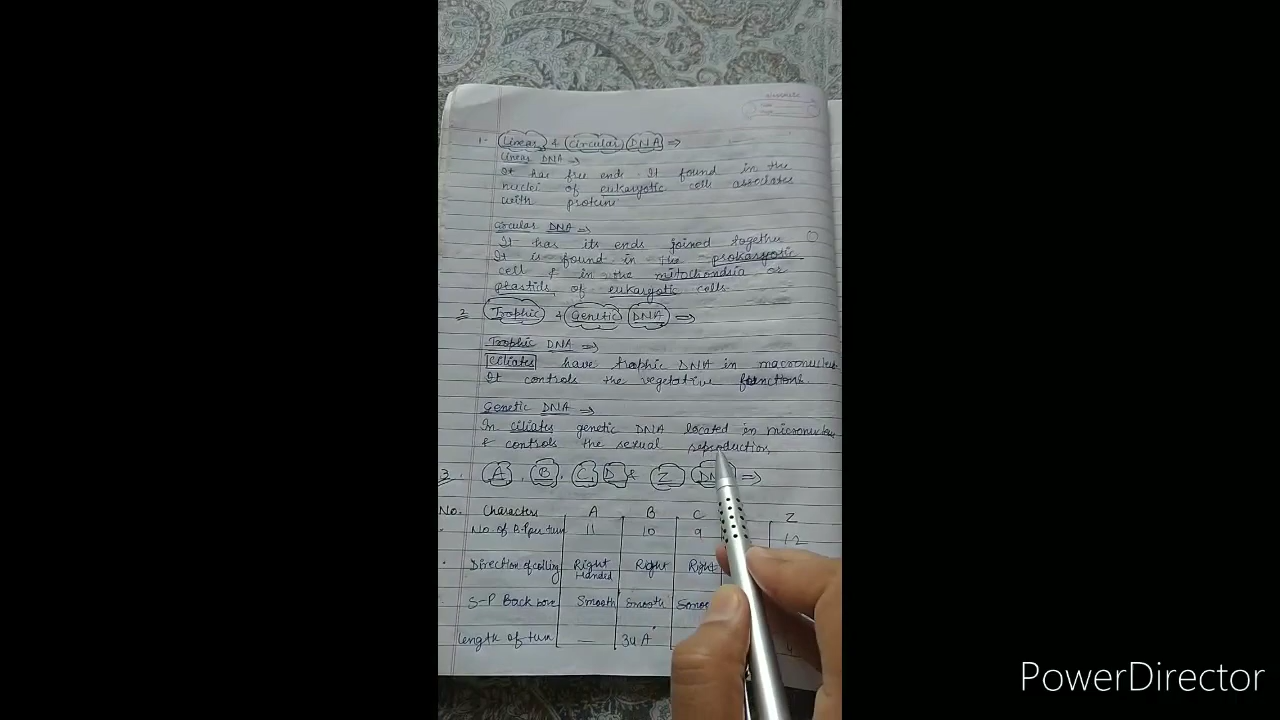 1. Linear & Circular DNA ⇒
Linear DNA →
It has free ends. It found in the
nuclei of eukaryotic cell associates
with protein
Circular DNA ⇒
It has its ends joined together
It is found in the prokaryotic
cell & in the mitochondria or
plastids of eukaryotic cells.
2. Trophic & Genetic DNA ⇒
Trophic DNA ⇒
Ciliates have trophic DNA in macronucleus.
It controls the vegetative functions.
Genetic DNA ⇒
In ciliates genetic DNA located in micronucleus
& controls the sexual reproduction.
3. A, B, C, D & Z DNA ⇒
No. Characters A B C Z
No. of B.P per turn 11 10 9 12
Direction of coiling Right Handed Right Right
S-P Back bone Smooth Smooth
Length of turn — 34 A°
PowerDirector